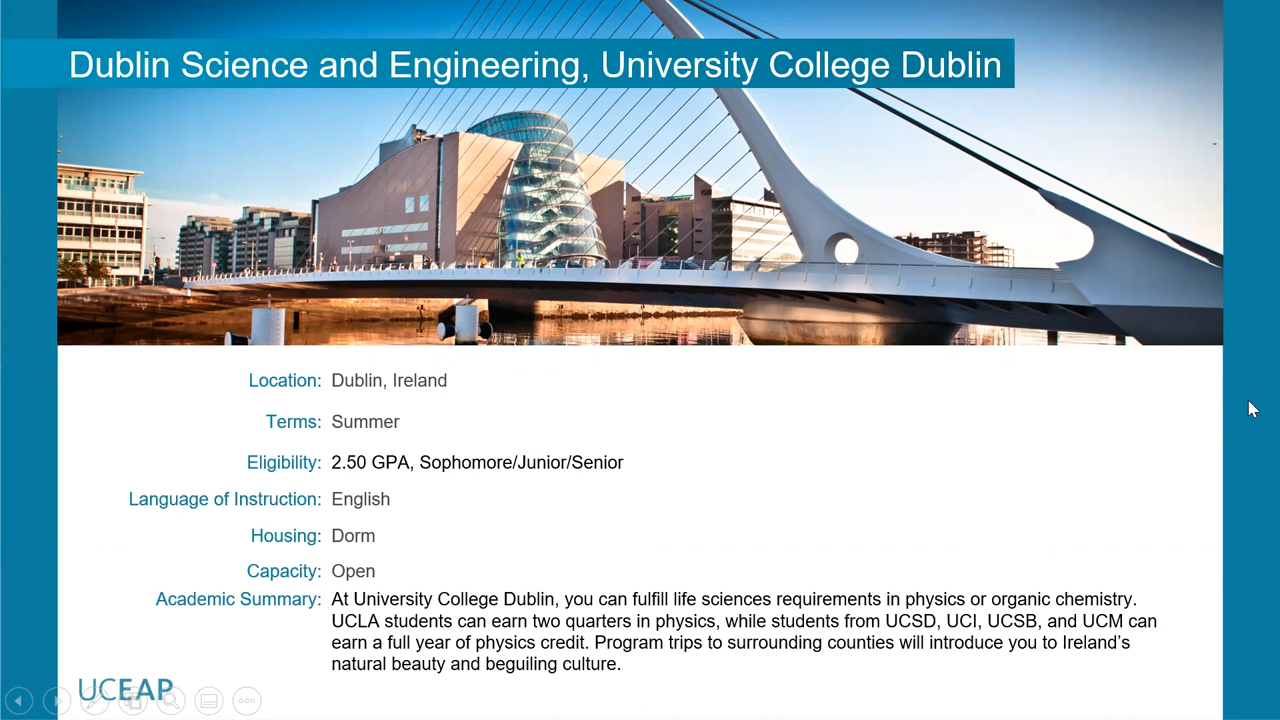 Dublin Science and Engineering, University College Dublin
Location: Dublin, Ireland
Terms: Summer
Eligibility: 2.50 GPA, Sophomore/Junior/Senior
Language of Instruction: English
Housing: Dorm
Capacity: Open
Academic Summary: At University College Dublin, you can fulfill life sciences requirements in physics or organic chemistry.
UCLA students can earn two quarters in physics, while students from UCSD, UCI, UCSB, and UCM can
earn a full year of physics credit. Program trips to surrounding counties will introduce you to Ireland’s
natural beauty and beguiling culture.
UCEAP